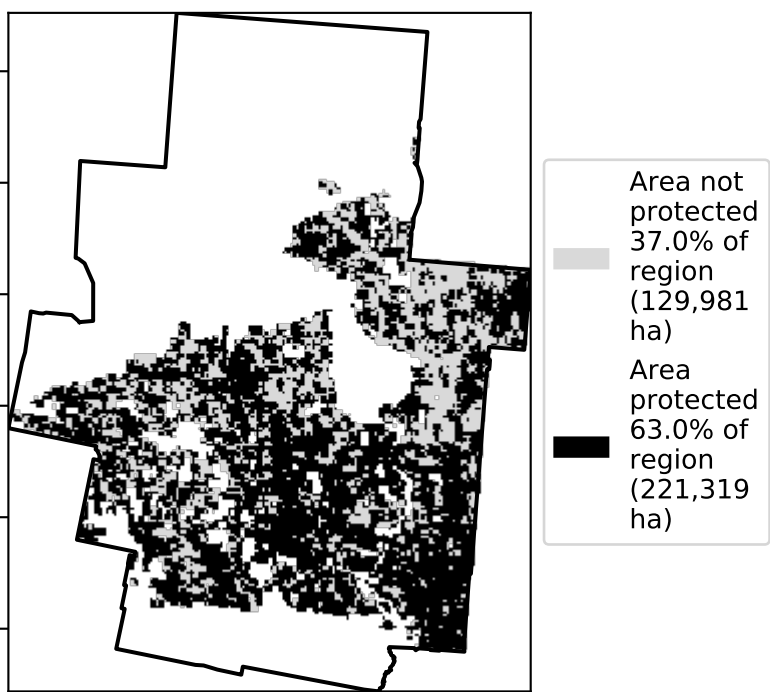 Area not
protected
37.0% of
region
(129,981
ha)
Area
protected
63.0% of
region
(221,319
ha)